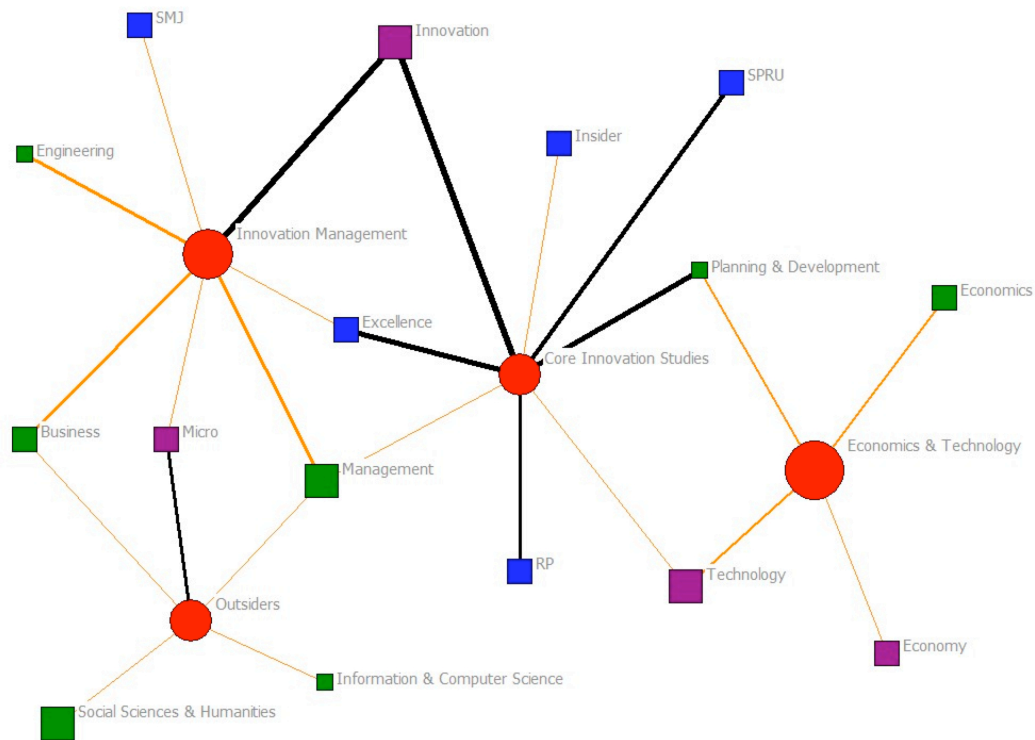 SMJ
Innovation
SPRU
Insider
Engineering
Innovation Management
Planning & Development
Economics
Excellence
Core Innovation Studies
Business
Micro
Management
Economics & Technology
RP
Technology
Outsiders
Economy
Information & Computer Science
Social Sciences & Humanities